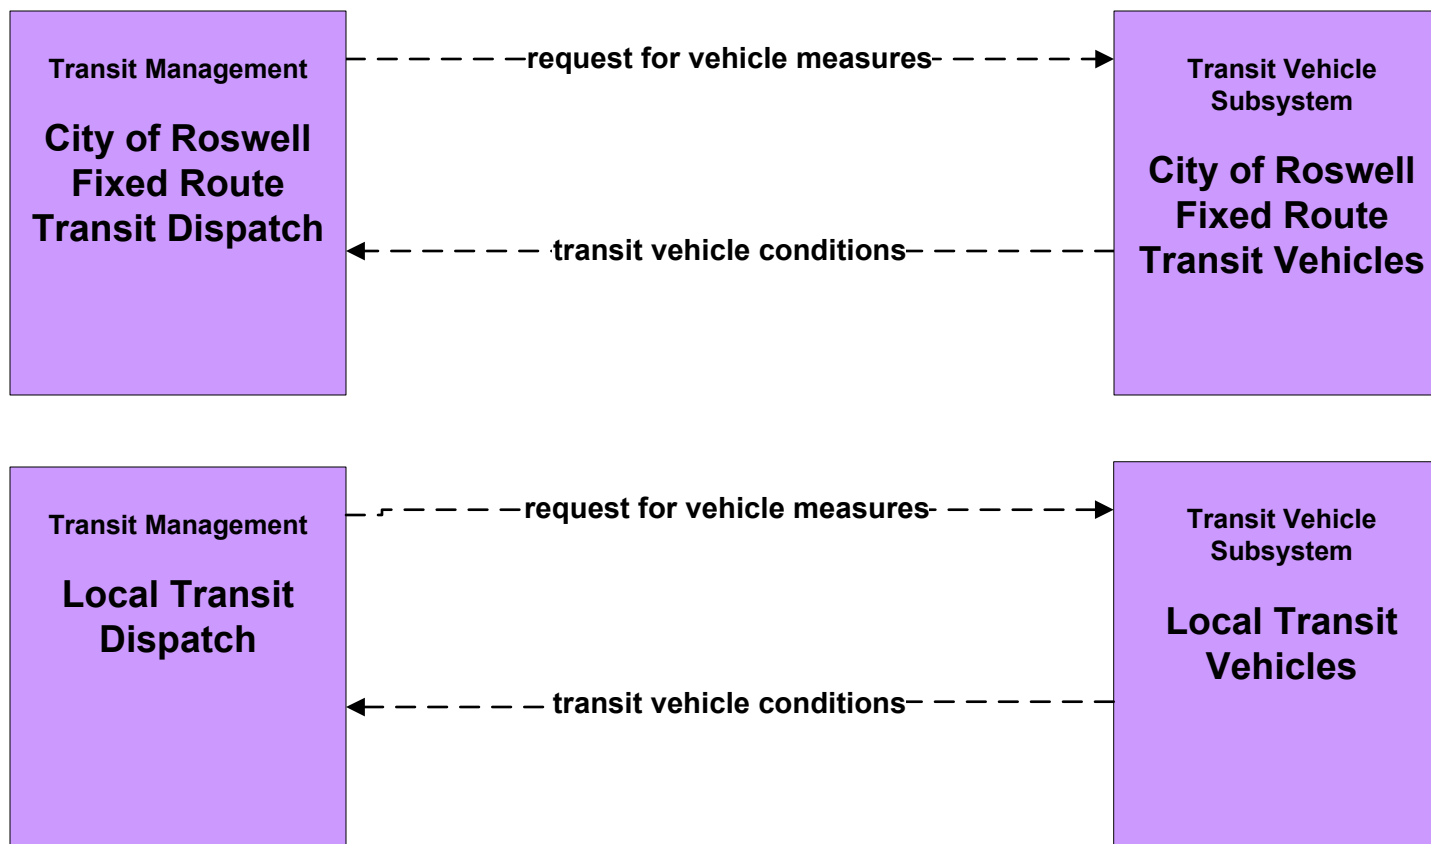 Transit Management
City of Roswell
Fixed Route
Transit Dispatch
request for vehicle measures
transit vehicle conditions
Transit Vehicle
Subsystem
City of Roswell
Fixed Route
Transit Vehicles
Transit Management
Local Transit
Dispatch
request for vehicle measures
transit vehicle conditions
Transit Vehicle
Subsystem
Local Transit
Vehicles